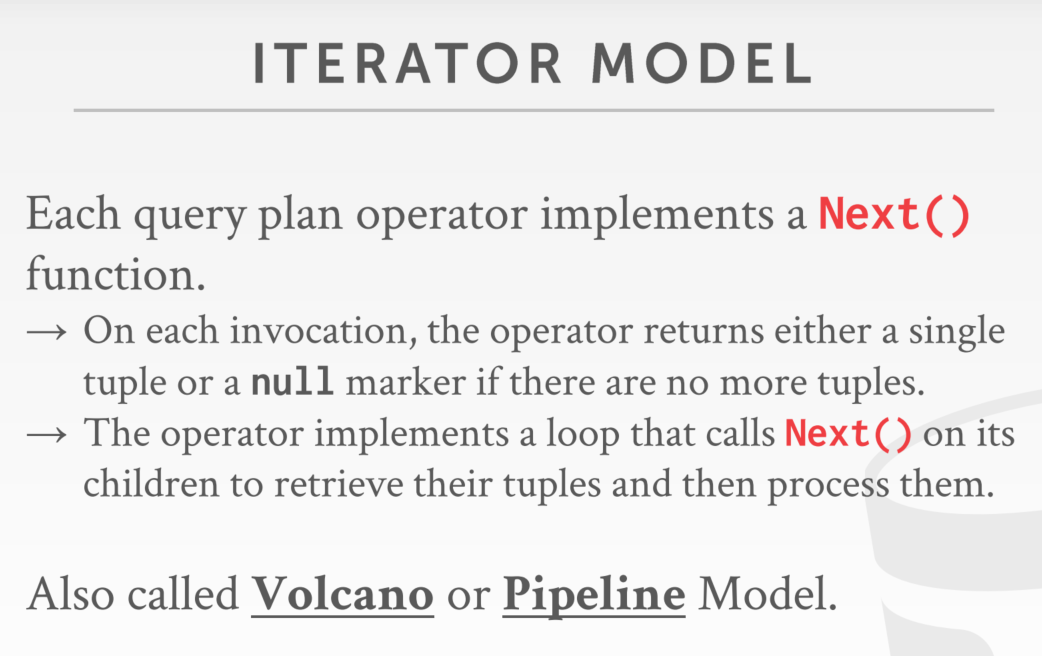 ITERATOR MODEL
Each query plan operator implements a Next()
function.
→ On each invocation, the operator returns either a single
tuple or a null marker if there are no more tuples.
→ The operator implements a loop that calls Next() on its
children to retrieve their tuples and then process them.
Also called Volcano or Pipeline Model.